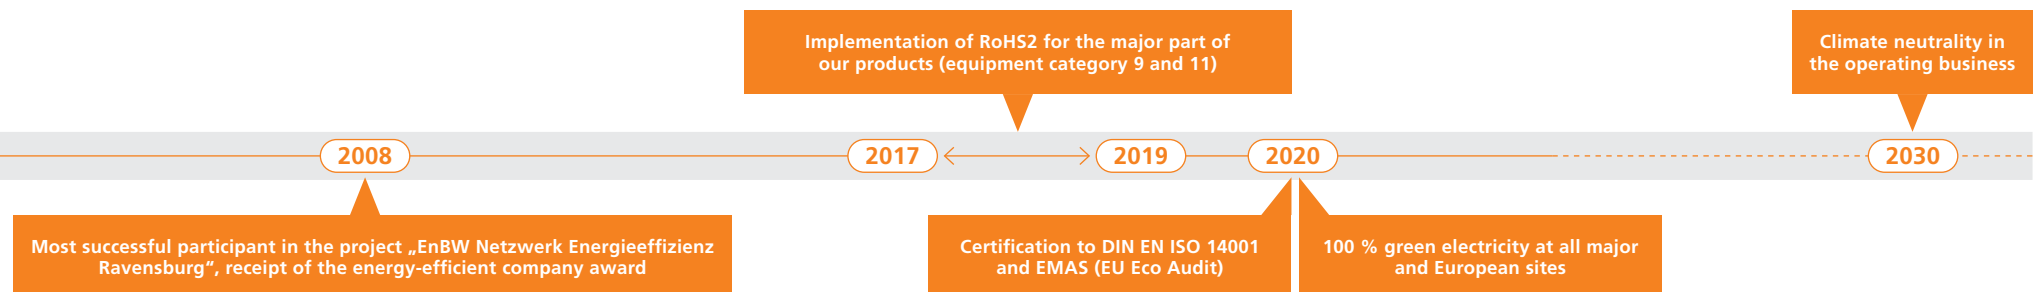 Implementation of RoHS2 for the major part of
our products (equipment category 9 and 11)
Climate neutrality in
the operating business
2008
2017
2019
2020
2030
Most successful participant in the project „EnBW Netzwerk Energieeffizienz
Ravensburg“, receipt of the energy-efficient company award
Certification to DIN EN ISO 14001
and EMAS (EU Eco Audit)
100 % green electricity at all major
and European sites